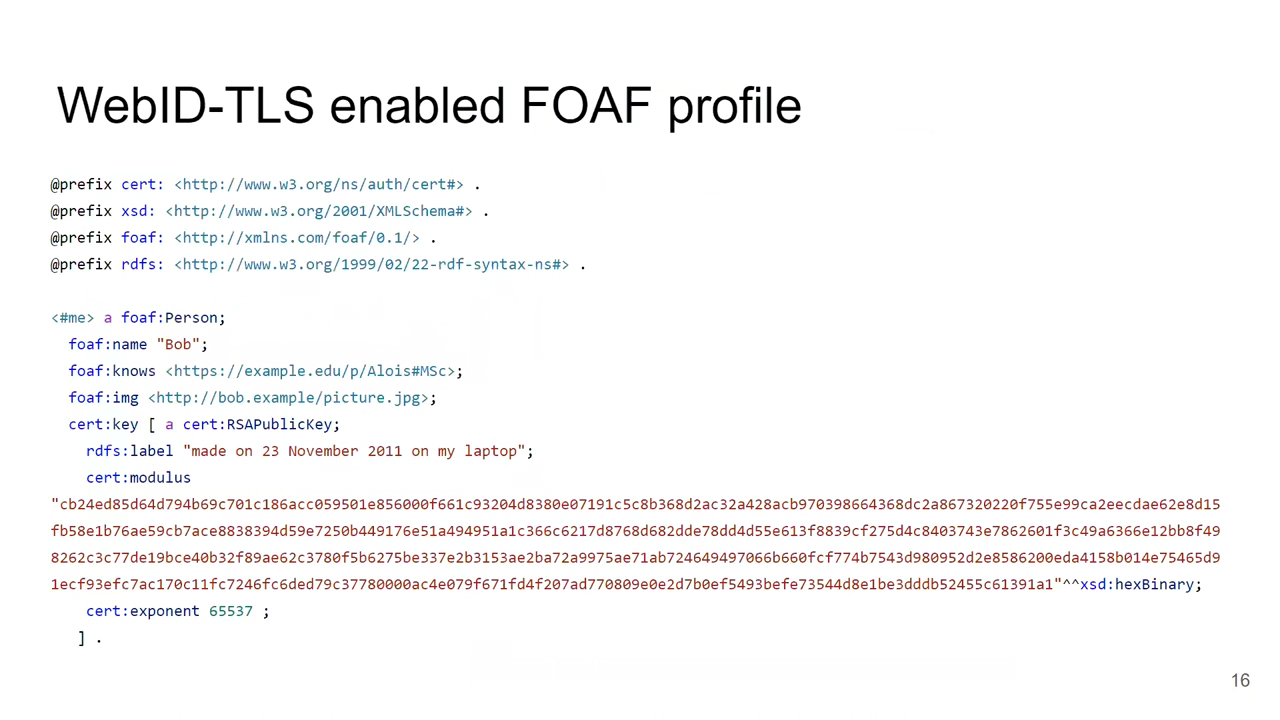 WebID-TLS enabled FOAF profile
@prefix cert: <http://www.w3.org/ns/auth/cert#> .
@prefix xsd: <http://www.w3.org/2001/XMLSchema#> .
@prefix foaf: <http://xmlns.com/foaf/0.1/> .
@prefix rdfs: <http://www.w3.org/1999/02/22-rdf-syntax-ns#> .
<#me> a foaf:Person;
foaf:name "Bob";
foaf:knows <https://example.edu/p/Alois#MSc>;
foaf:img <http://bob.example/picture.jpg>;
cert:key [ a cert:RSAPublicKey;
rdfs:label "made on 23 November 2011 on my laptop";
cert:modulus
"cb24ed85d64d794b69c701c186acc059501e856000f661c93204d8380e07191c5c8b368d2ac32a428acb970398664368dc2a867320220f755e99ca2eecdae62e8d15
fb58e1b76ae59cb7ace8838394d59e7250b449176e51a494951a1c366c6217d8768d682dde78dd4d55e613f8839cf275d4c8403743e7862601f3c49a6366e12bb8f49
8262c3c77de19bce40b32f89ae62c3780f5b6275be337e2b3153ae2ba72a9975ae71ab724649497066b660fcf774b7543d980952d2e8586200eda4158b014e75465d9
1ecf93efc7ac170c11fc7246fc6ded79c37780000ac4e079f671fd4f207ad770809e0e2d7b0ef5493befe73544d8e1be3dddb52455c61391a1"^^xsd:hexBinary;
cert:exponent 65537 ;
] .
16